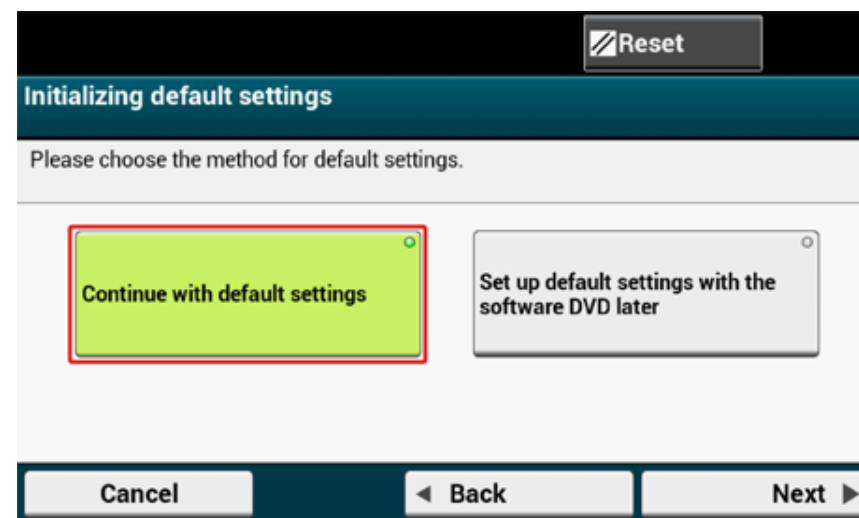 Reset
Initializing default settings
Please choose the method for default settings.
Continue with default settings
Set up default settings with the
software DVD later
Cancel
Back
Next